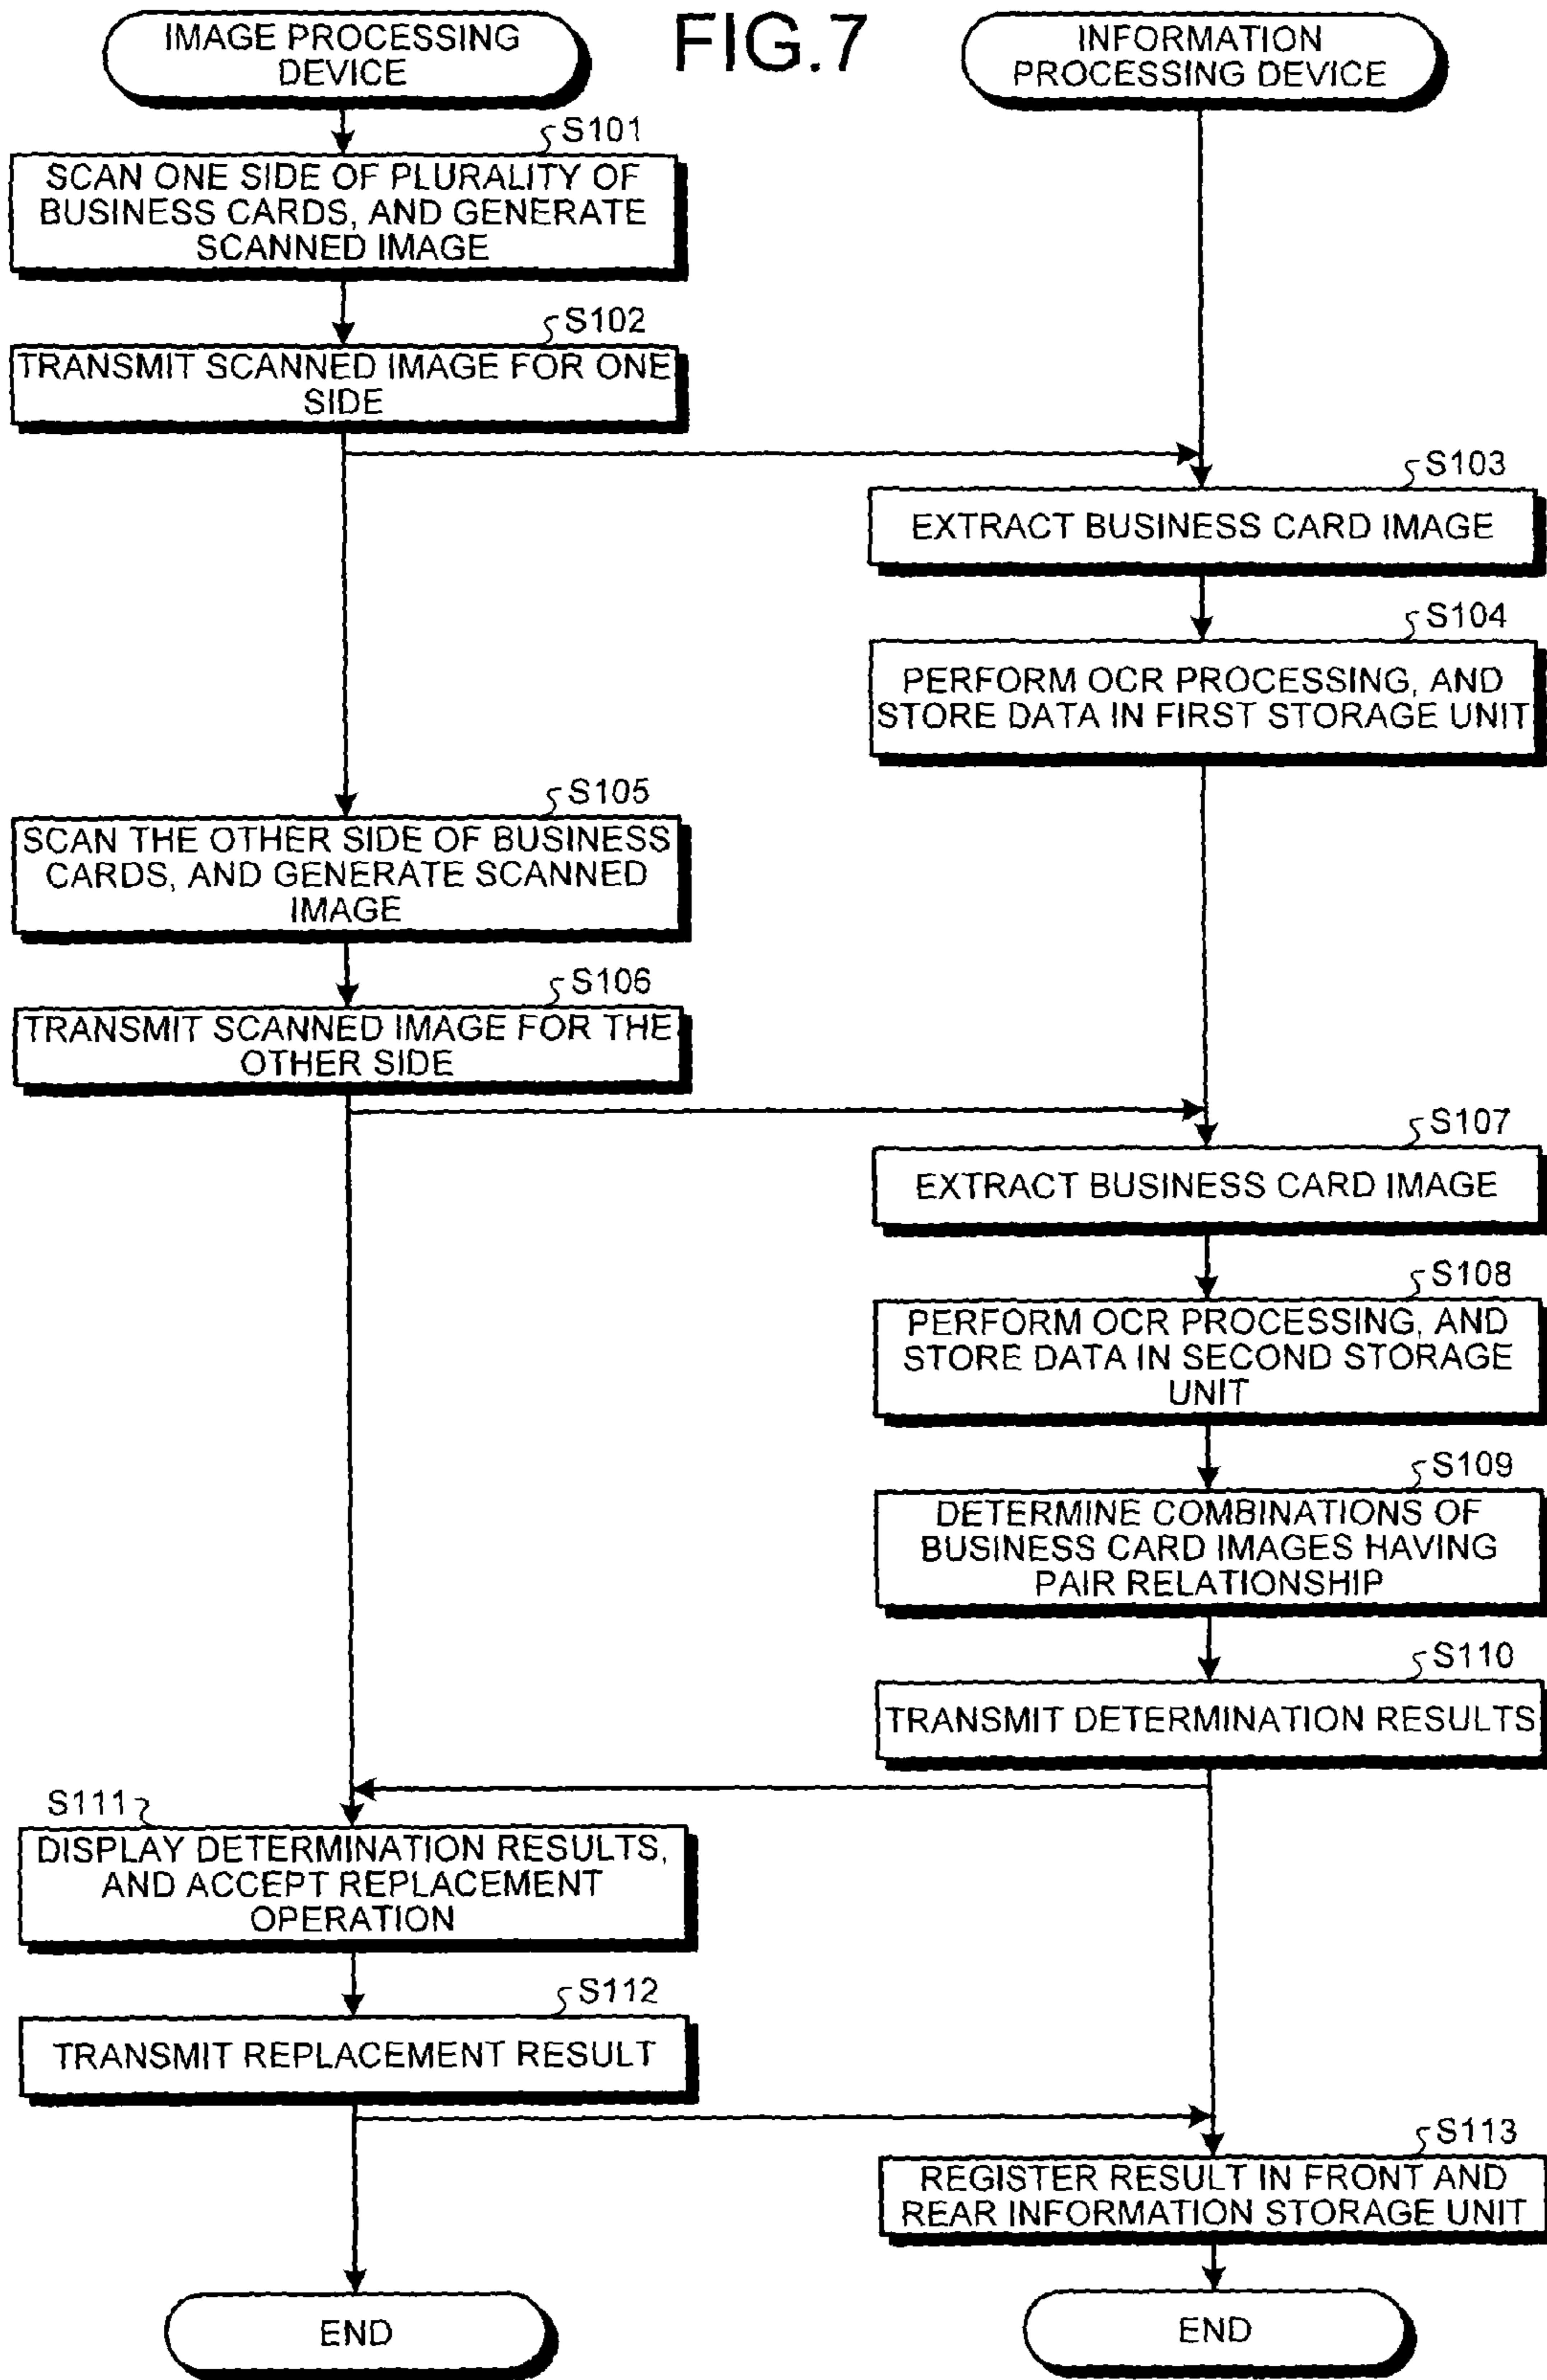 FIG.7
IMAGE PROCESSING
DEVICE
INFORMATION
PROCESSING DEVICE
S101
SCAN ONE SIDE OF PLURALITY OF
BUSINESS CARDS, AND GENERATE
SCANNED IMAGE
S102
TRANSMIT SCANNED IMAGE FOR ONE
SIDE
S103
EXTRACT BUSINESS CARD IMAGE
S104
PERFORM OCR PROCESSING, AND
STORE DATA IN FIRST STORAGE UNIT
S105
SCAN THE OTHER SIDE OF BUSINESS
CARDS, AND GENERATE SCANNED
IMAGE
S106
TRANSMIT SCANNED IMAGE FOR THE
OTHER SIDE
S107
EXTRACT BUSINESS CARD IMAGE
S108
PERFORM OCR PROCESSING, AND
STORE DATA IN SECOND STORAGE
UNIT
S109
DETERMINE COMBINATIONS OF
BUSINESS CARD IMAGES HAVING
PAIR RELATIONSHIP
S110
TRANSMIT DETERMINATION RESULTS
S111
DISPLAY DETERMINATION RESULTS,
AND ACCEPT REPLACEMENT
OPERATION
S112
TRANSMIT REPLACEMENT RESULT
S113
REGISTER RESULT IN FRONT AND
REAR INFORMATION STORAGE UNIT
END
END